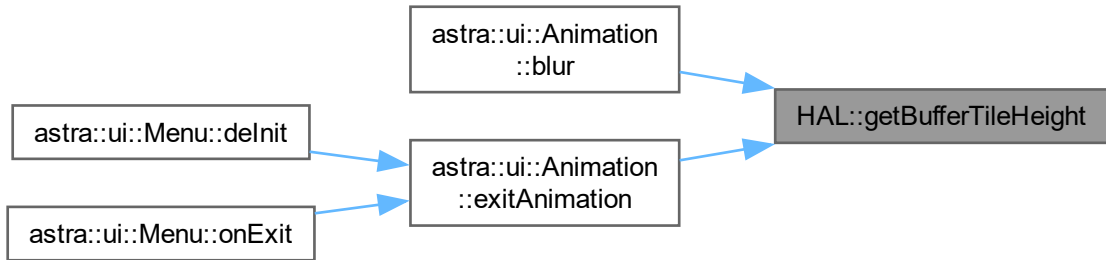 astra::ui::Animation
::blur
HAL::getBufferTileHeight
astra::ui::Menu::deInit
astra::ui::Animation
::exitAnimation
astra::ui::Menu::onExit